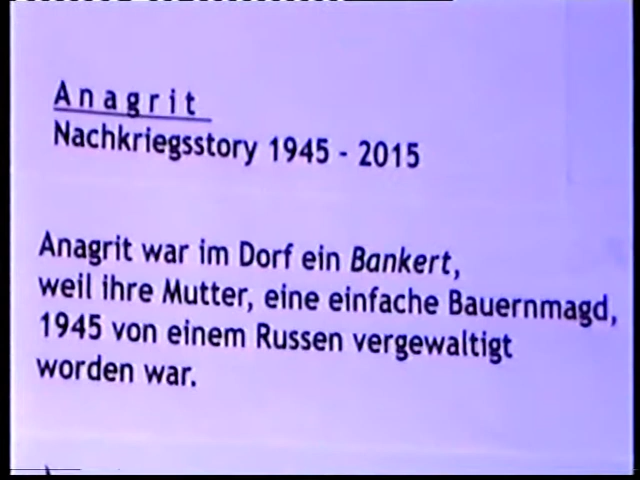 Anagrit
Nachkriegsstory 1945 - 2015
Anagrit war im Dorf ein Bankert,
weil ihre Mutter, eine einfache Bauernmagd,
1945 von einem Russen vergewaltigt
worden war.